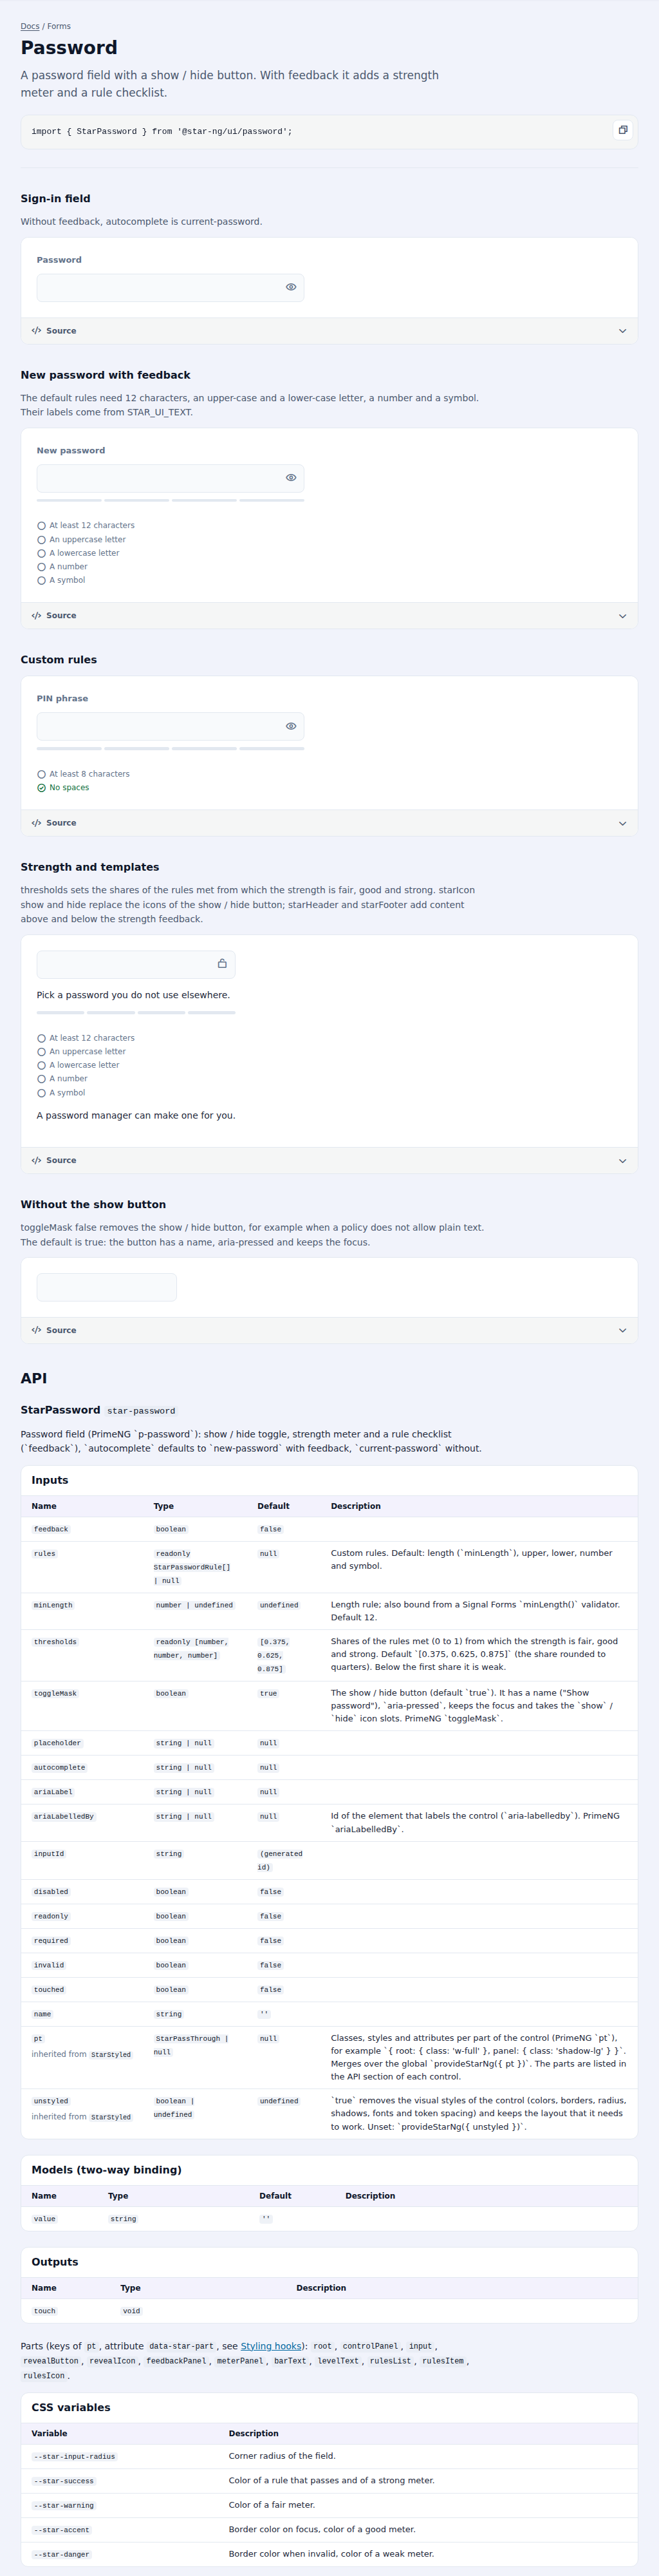 Docs / Forms
Password
A password field with a show / hide button. With feedback it adds a strength
meter and a rule checklist.
import { StarPassword } from '@star-ng/ui/password';
Sign-in field
Without feedback, autocomplete is current-password.
Password
Source
New password with feedback
The default rules need 12 characters, an upper-case and a lower-case letter, a number and a symbol.
Their labels come from STAR_UI_TEXT.
New password
At least 12 characters
An uppercase letter
A lowercase letter
A number
A symbol
Source
Custom rules
PIN phrase
At least 8 characters
No spaces
Source
Strength and templates
thresholds sets the shares of the rules met from which the strength is fair, good and strong. starIcon
show and hide replace the icons of the show / hide button; starHeader and starFooter add content
above and below the strength feedback.
Pick a password you do not use elsewhere.
At least 12 characters
An uppercase letter
A lowercase letter
A number
A symbol
A password manager can make one for you.
Source
Without the show button
toggleMask false removes the show / hide button, for example when a policy does not allow plain text.
The default is true: the button has a name, aria-pressed and keeps the focus.
Source
API
StarPassword star-password
Password field (PrimeNG `p-password`): show / hide toggle, strength meter and a rule checklist
(`feedback`), `autocomplete` defaults to `new-password` with feedback, `current-password` without.
Inputs
Name Type Default Description
feedback boolean false
rules readonly StarPasswordRule[] | null null Custom rules. Default: length (`minLength`), upper, lower, number and symbol.
minLength number | undefined undefined Length rule; also bound from a Signal Forms `minLength()` validator. Default 12.
thresholds readonly [number, number, number] [0.375, 0.625, 0.875] Shares of the rules met (0 to 1) from which the strength is fair, good and strong. Default `[0.375, 0.625, 0.875]` (the share rounded to quarters). Below the first share it is weak.
toggleMask boolean true The show / hide button (default `true`). It has a name ("Show password"), `aria-pressed`, keeps the focus and takes the `show` / `hide` icon slots. PrimeNG `toggleMask`.
placeholder string | null null
autocomplete string | null null
ariaLabel string | null null
ariaLabelledBy string | null null Id of the element that labels the control (`aria-labelledby`). PrimeNG `ariaLabelledBy`.
inputId string (generated id)
disabled boolean false
readonly boolean false
required boolean false
invalid boolean false
touched boolean false
name string ''
pt inherited from StarStyled StarPassThrough | null null Classes, styles and attributes per part of the control (PrimeNG `pt`), for example `{ root: { class: 'w-full' }, panel: { class: 'shadow-lg' } }`. Merges over the global `provideStarNg({ pt })`. The parts are listed in the API section of each control.
unstyled inherited from StarStyled boolean | undefined undefined `true` removes the visual styles of the control (colors, borders, radius, shadows, fonts and token spacing) and keeps the layout that it needs to work. Unset: `provideStarNg({ unstyled })`.
Models (two-way binding)
Name Type Default Description
value string ''
Outputs
Name Type Description
touch void
Parts (keys of pt, attribute data-star-part, see Styling hooks): root, controlPanel, input,
revealButton, revealIcon, feedbackPanel, meterPanel, barText, levelText, rulesList, rulesItem,
rulesIcon.
CSS variables
Variable Description
--star-input-radius Corner radius of the field.
--star-success Color of a rule that passes and of a strong meter.
--star-warning Color of a fair meter.
--star-accent Border color on focus, color of a good meter.
--star-danger Border color when invalid, color of a weak meter.